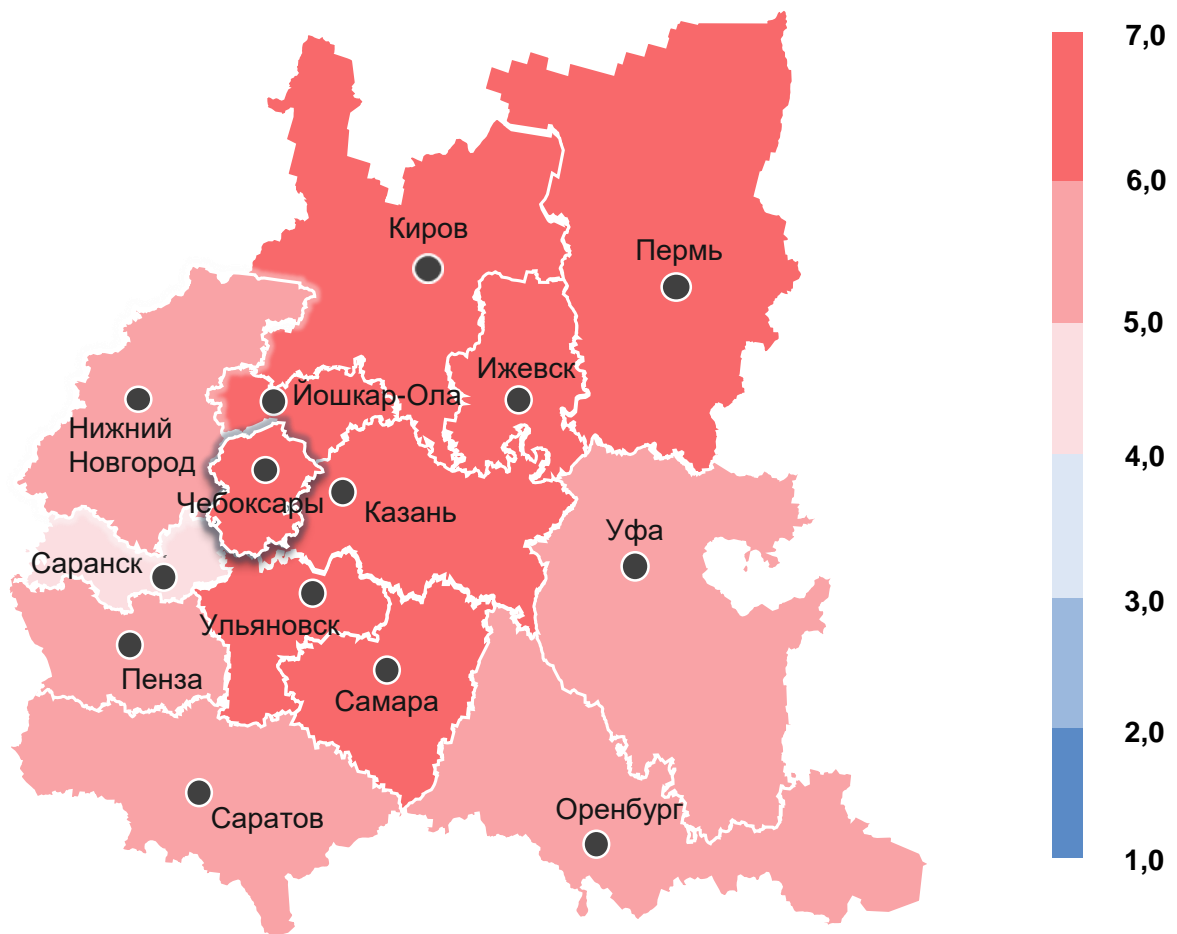 7,0
6,0
Киров
Пермь
5,0
Ижевск
Йошкар-Ола
Нижний
Новгород
4,0
Чебоксары
Казань
Уфа
Саранск
3,0
Ульяновск
Пенза
Самара
2,0
Саратов
Оренбург
1,0